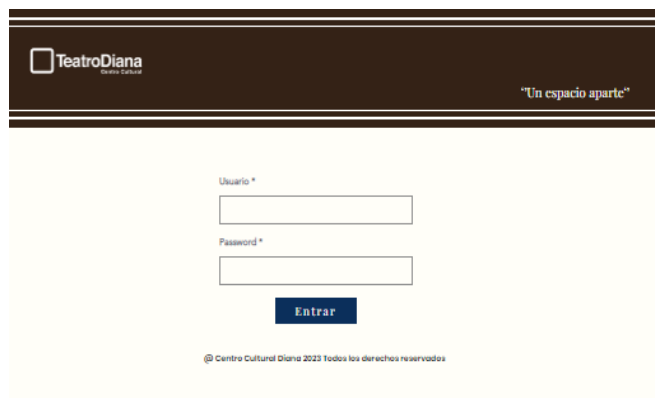 TeatroDiana
Centro Cultural
"Un espacio aparte"
Usuario *
Password *
Entrar
@ Centro Cultural Diana 2023 Todos los derechos reservados